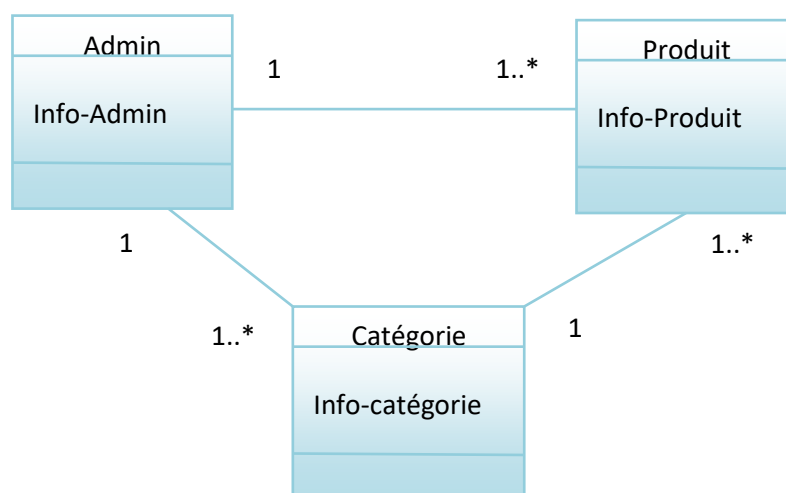 Admin
Produit
1
1..*
Info-Admin
Info-Produit
1
1..*
1..*
Catégorie
1
Info-catégorie